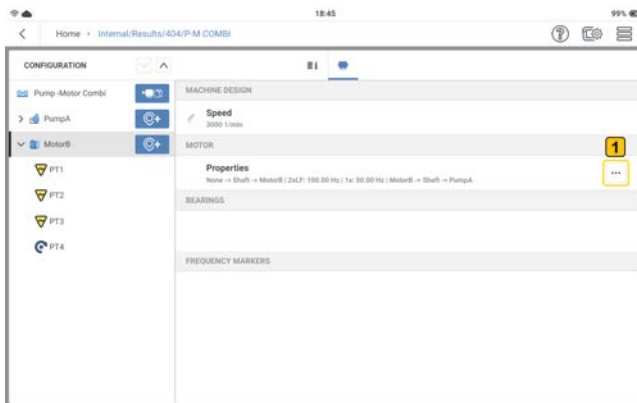 18:45
99%
Home • Internal/Results/404/P-M COMBI
CONFIGURATION
Pump -Motor Combi
PumpA
MotorB
PT1
PT2
PT3
PT4
MACHINE DESIGN
Speed
3000 1/min
MOTOR
1
Properties
None → Shaft → MotorB | 2xLF: 100.00 Hz | 1x: 50.00 Hz | MotorB → Shaft → PumpA
...
BEARINGS
FREQUENCY MARKERS